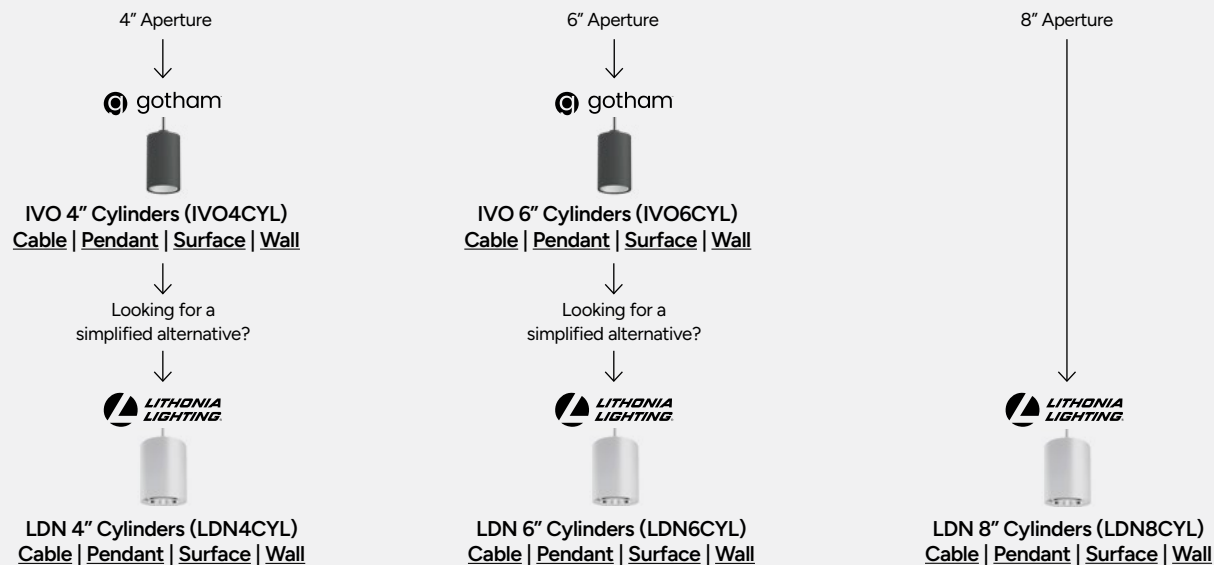 4” Aperture
gotham
IVO 4” Cylinders (IVO4CYL)
Cable | Pendant | Surface | Wall
Looking for a
simplified alternative?
LITHONIA
LIGHTING.
LDN 4” Cylinders (LDN4CYL)
Cable | Pendant | Surface | Wall
6” Aperture
gotham
IVO 6” Cylinders (IVO6CYL)
Cable | Pendant | Surface | Wall
Looking for a
simplified alternative?
LITHONIA
LIGHTING.
LDN 6” Cylinders (LDN6CYL)
Cable | Pendant | Surface | Wall
8” Aperture
LITHONIA
LIGHTING.
LDN 8” Cylinders (LDN8CYL)
Cable | Pendant | Surface | Wall